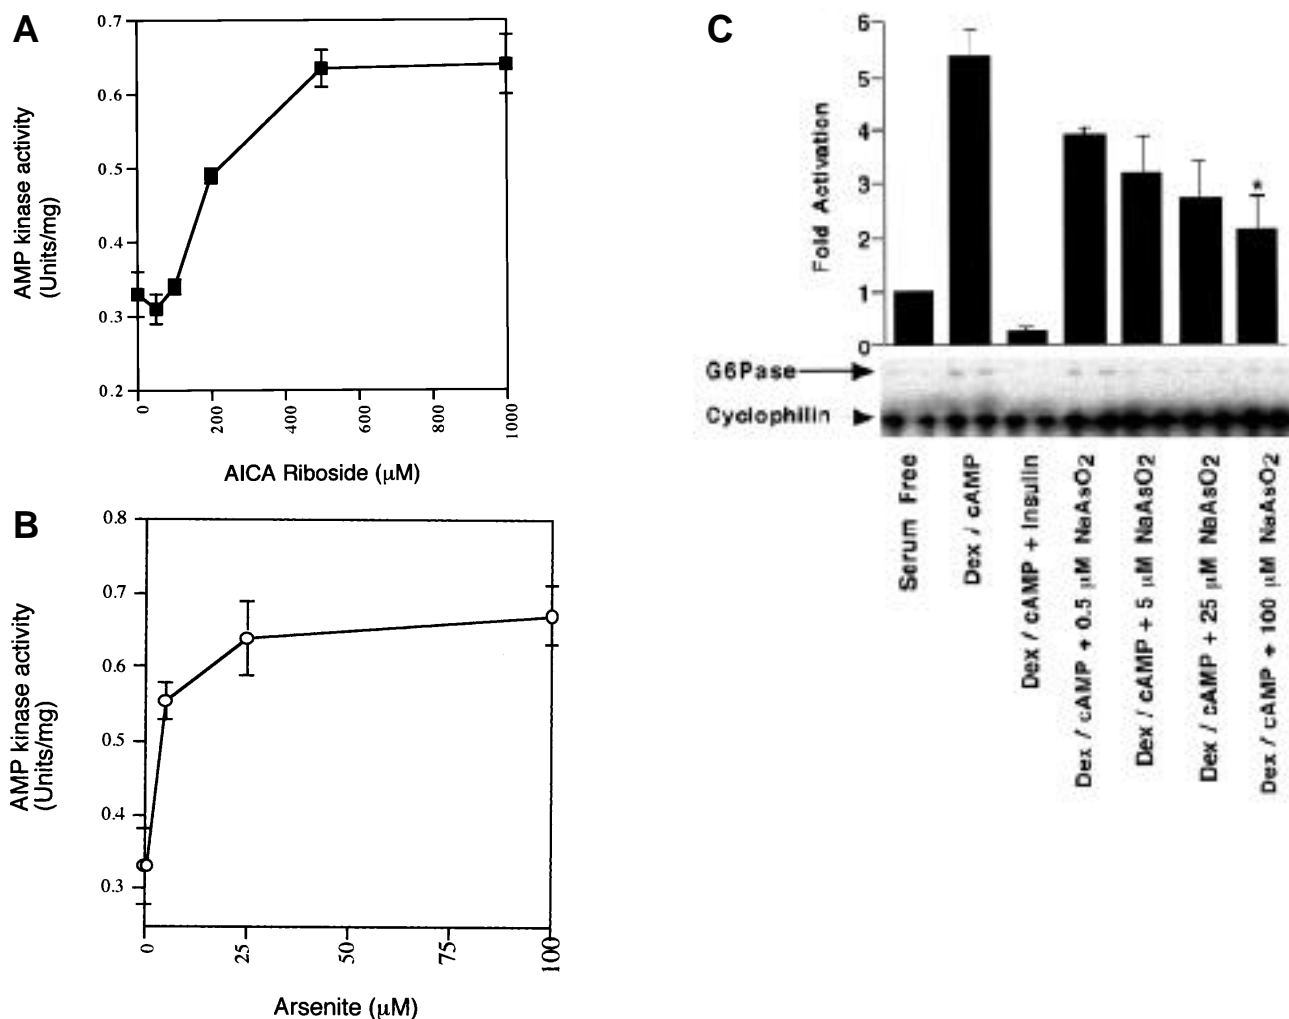 A
0.7
0.6
0.5
0.4
0.3
0.2
AMP kinase activity
(Units/mg)
0
200
400
600
800
1000
AICA Riboside (μM)
B
0.8
0.7
0.6
0.5
0.4
0.3
AMP kinase activity
(Units/mg)
0
25
50
75
100
Arsenite (μM)
C
6
5
4
3
2
1
0
Fold Activation
*
G6Pase
Cyclophilin
Serum Free
Dex / cAMP
Dex / cAMP + Insulin
Dex / cAMP + 0.5 μM NaAsO2
Dex / cAMP + 5 μM NaAsO2
Dex / cAMP + 25 μM NaAsO2
Dex / cAMP + 100 μM NaAsO2